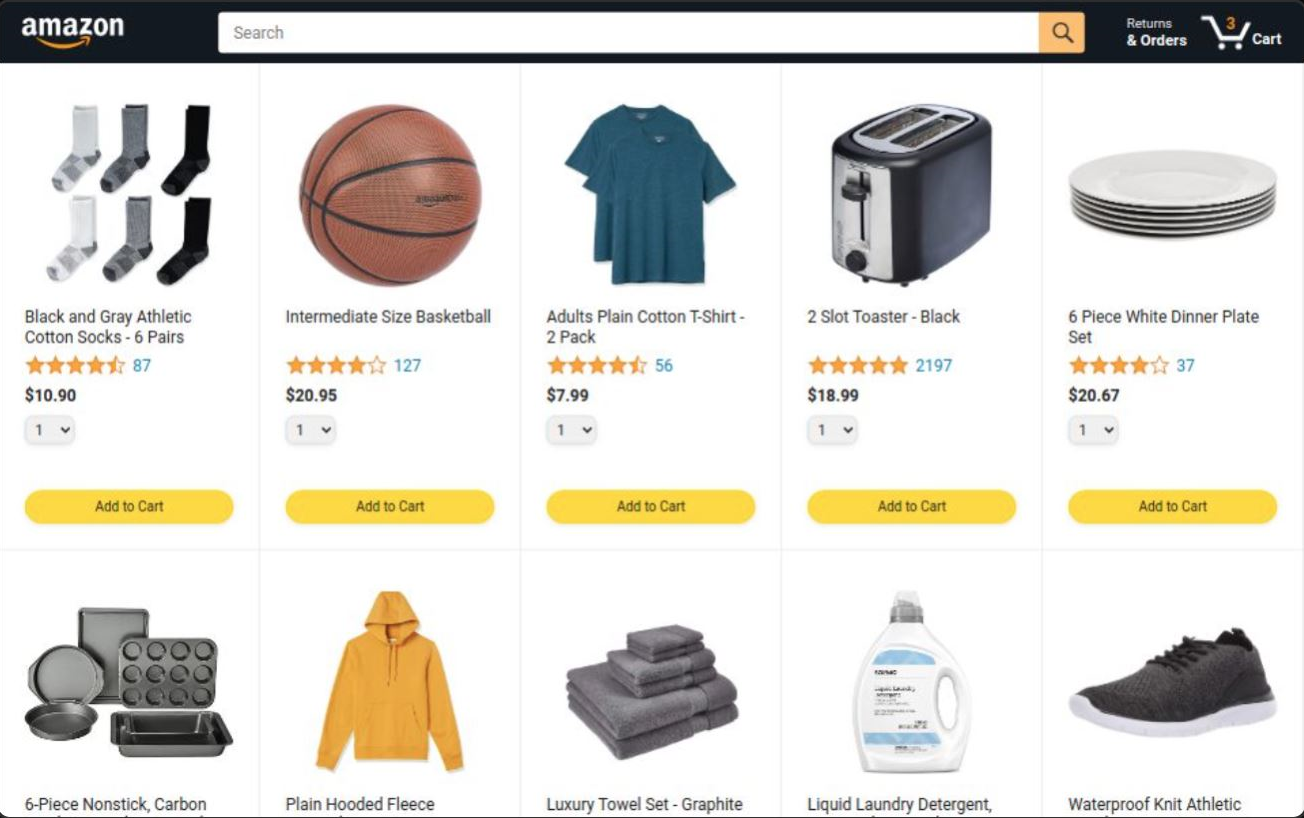 amazon
Search
Returns
& Orders
3
Cart
Black and Gray Athletic
Cotton Socks - 6 Pairs
87
$10.90
1
Add to Cart
Intermediate Size Basketball
127
$20.95
1
Add to Cart
Adults Plain Cotton T-Shirt -
2 Pack
56
$7.99
1
Add to Cart
2 Slot Toaster - Black
2197
$18.99
1
Add to Cart
6 Piece White Dinner Plate
Set
37
$20.67
1
Add to Cart
6-Piece Nonstick, Carbon
Plain Hooded Fleece
Luxury Towel Set - Graphite
Liquid Laundry
Detergent
Liquid Laundry Detergent,
Waterproof Knit Athletic